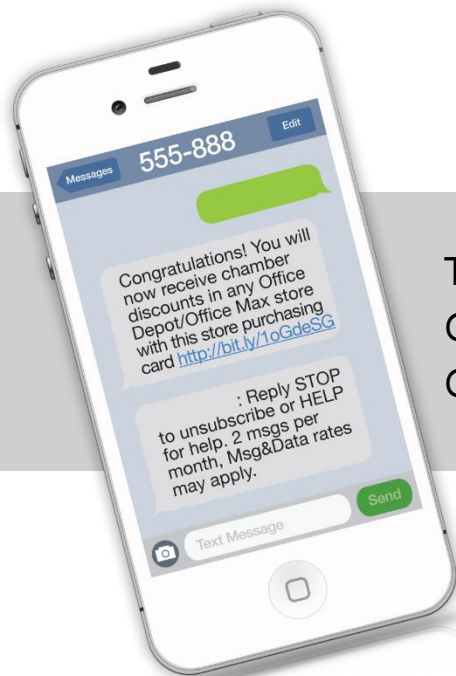 Messages
555-888
Edit
Congratulations! You will
now receive chamber
discounts in any Office
Depot/Office Max store
with this store purchasing
card http://bit.ly/1oGdeSG
: Reply STOP
to unsubscribe or HELP
for help. 2 msgs per
month, Msg&Data rates
may apply.
Text Message
Send